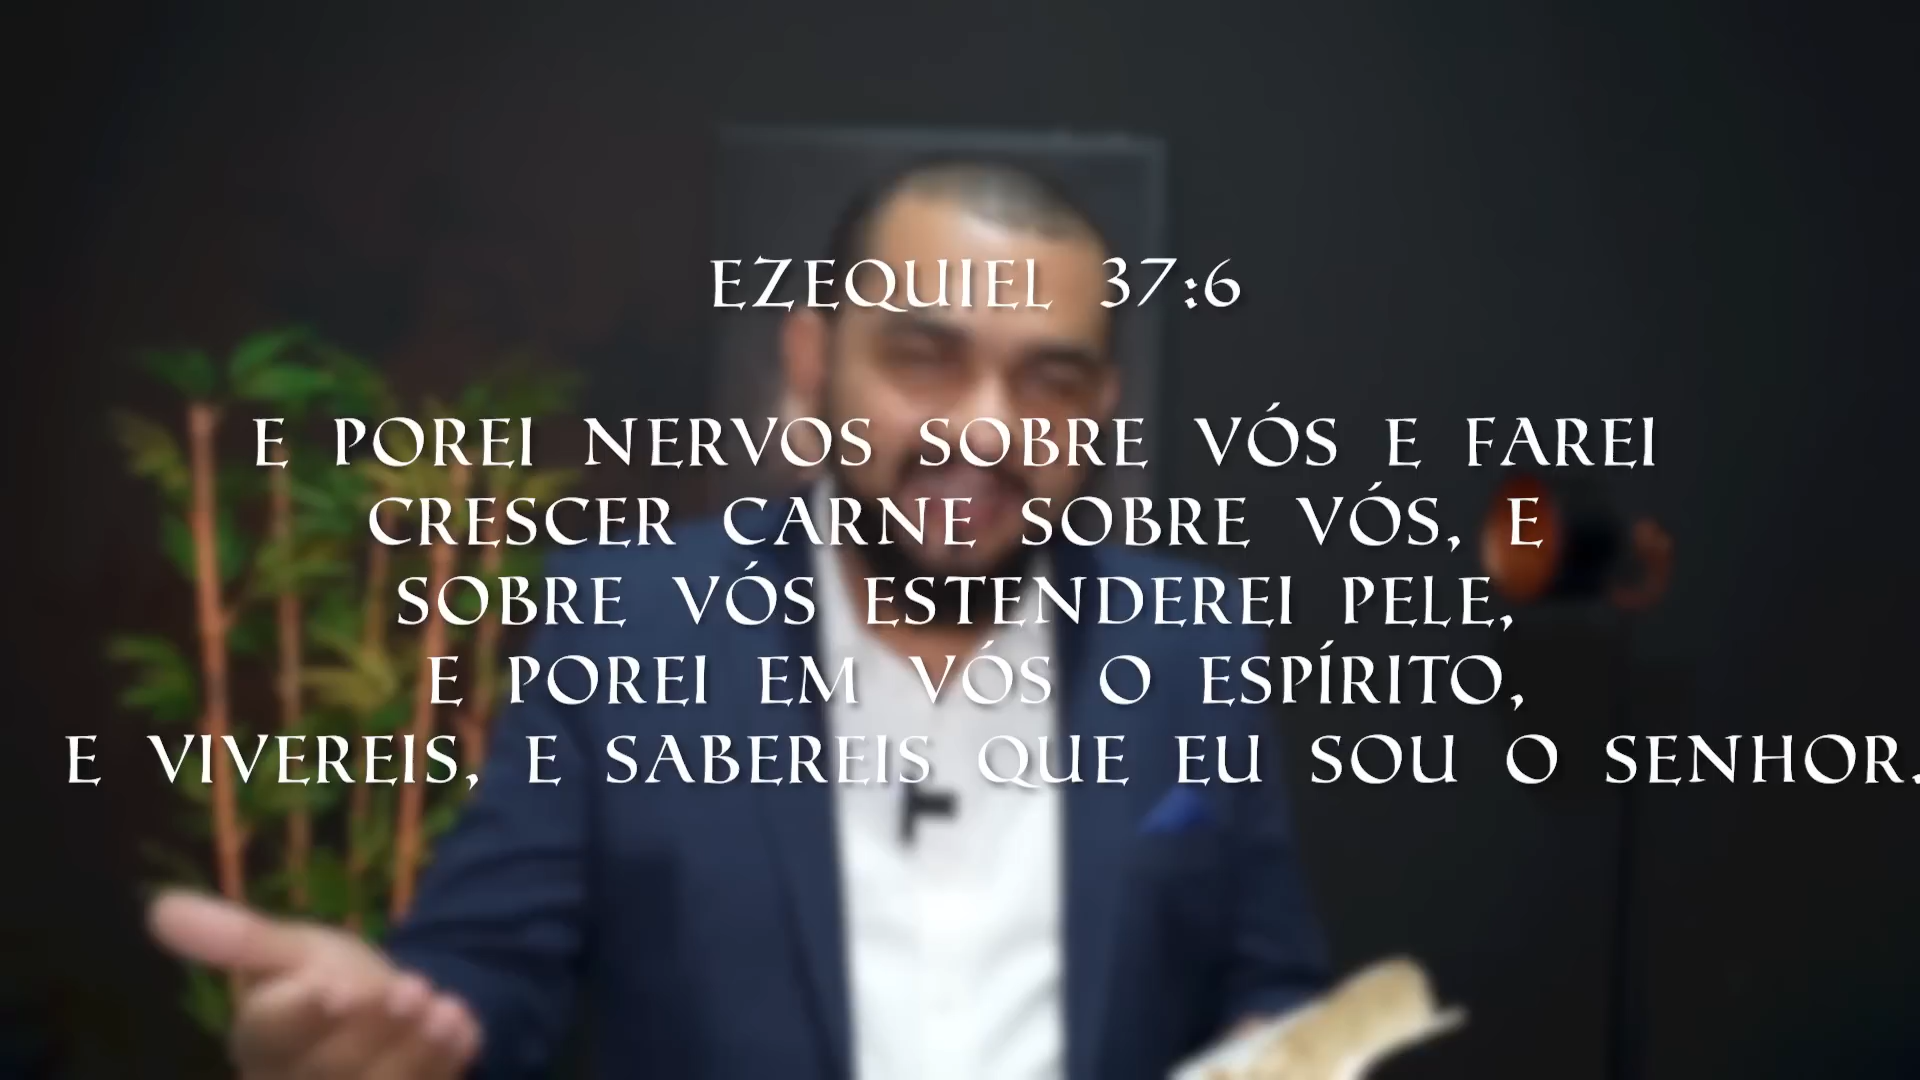 EZEQUIEL 37:6
E POREI NERVOS SOBRE VÓS E FAREI
CRESCER CARNE SOBRE VÓS, E
SOBRE VÓS ESTENDEREI PELE,
E POREI EM VÓS O ESPÍRITO,
E VIVEREIS, E SABEREIS QUE EU SOU O SENHOR.